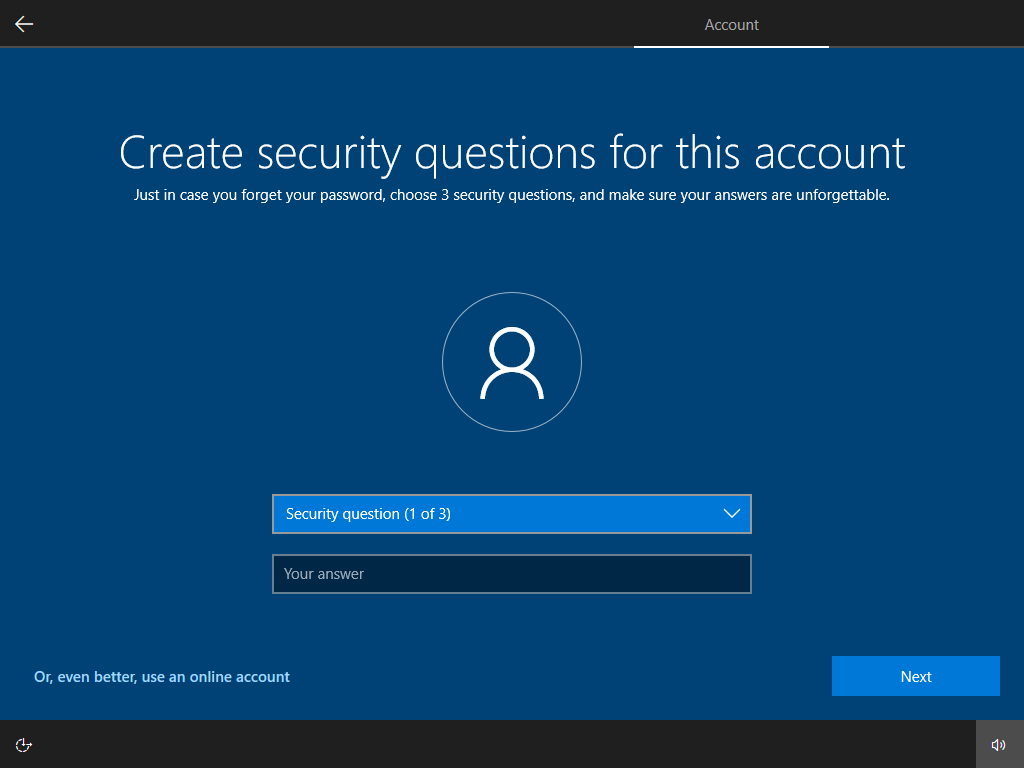 Account
Create security questions for this account
Just in case you forget your password, choose 3 security questions, and make sure your answers are unforgettable.
Security question (1 of 3)
Your answer
Or, even better, use an online account
Next